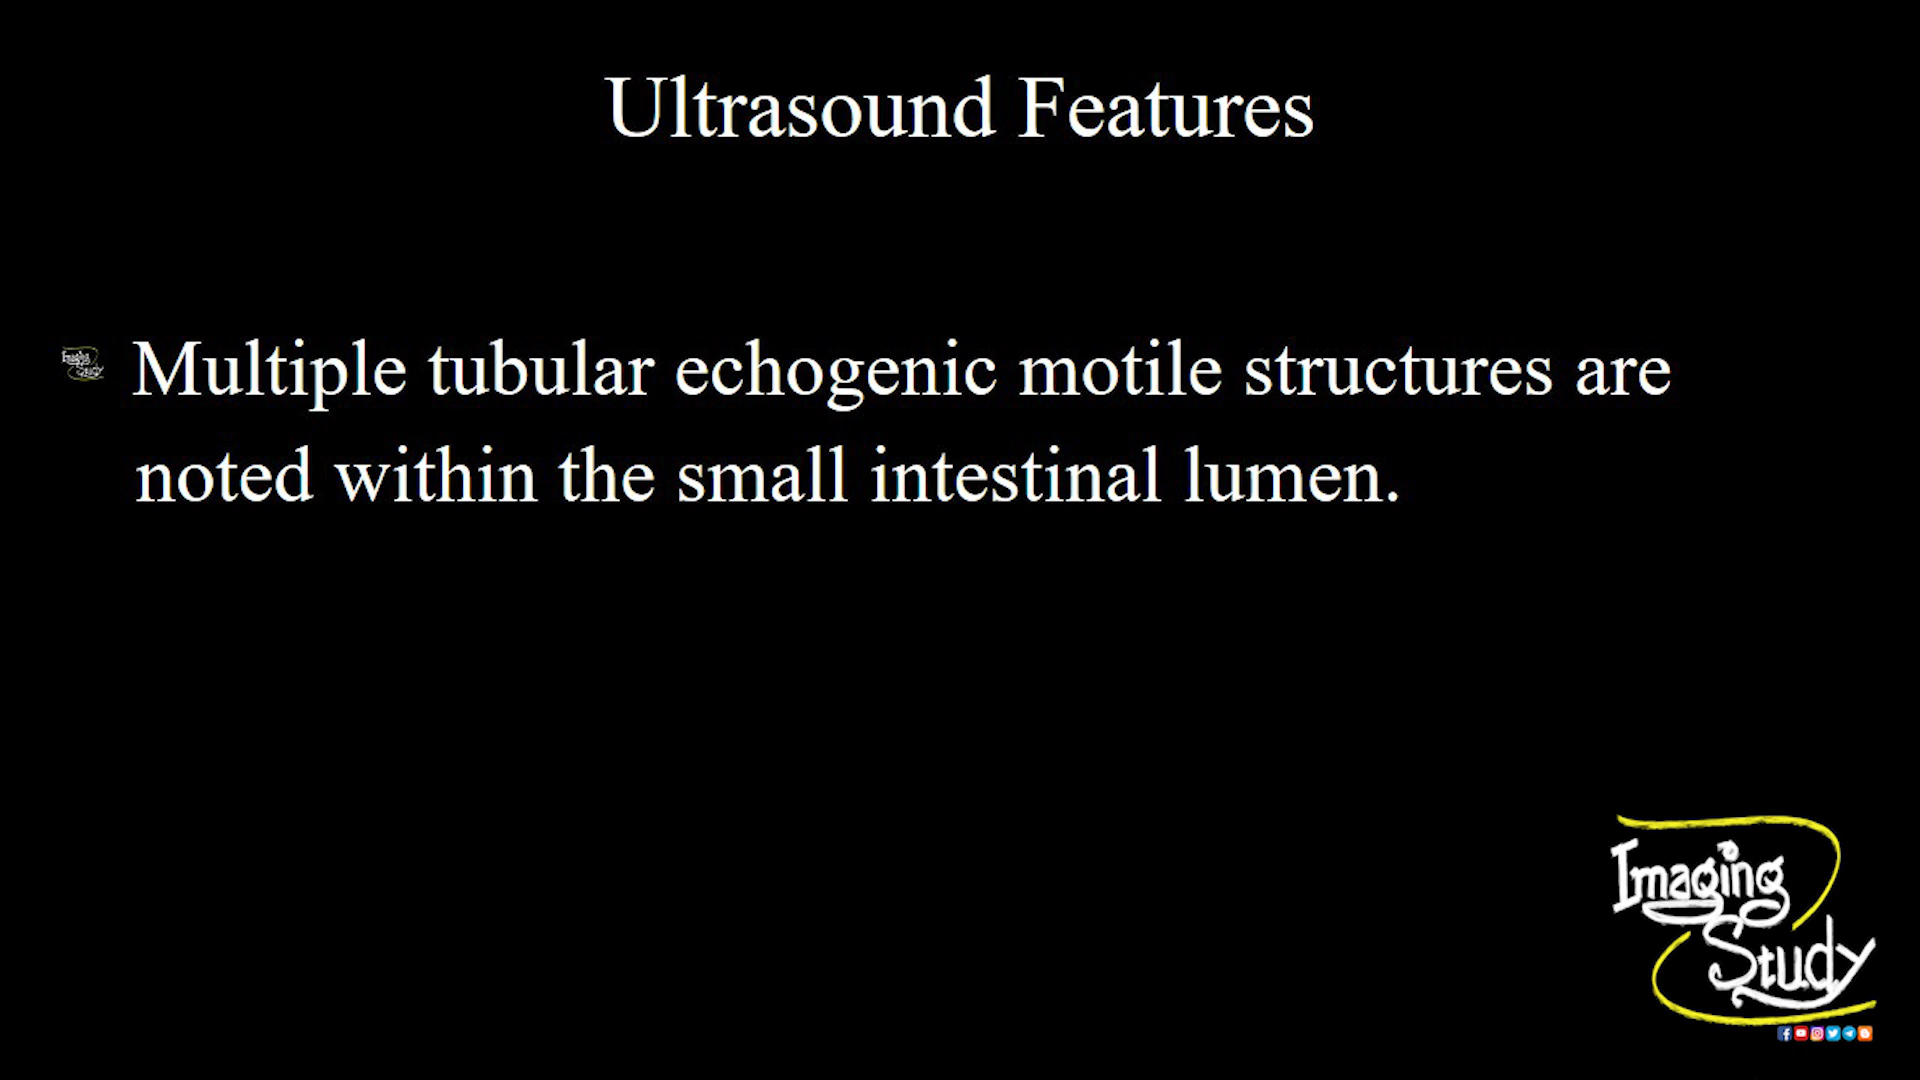 Ultrasound Features
Multiple tubular echogenic motile structures are
noted within the small intestinal lumen.
Imaging
Study